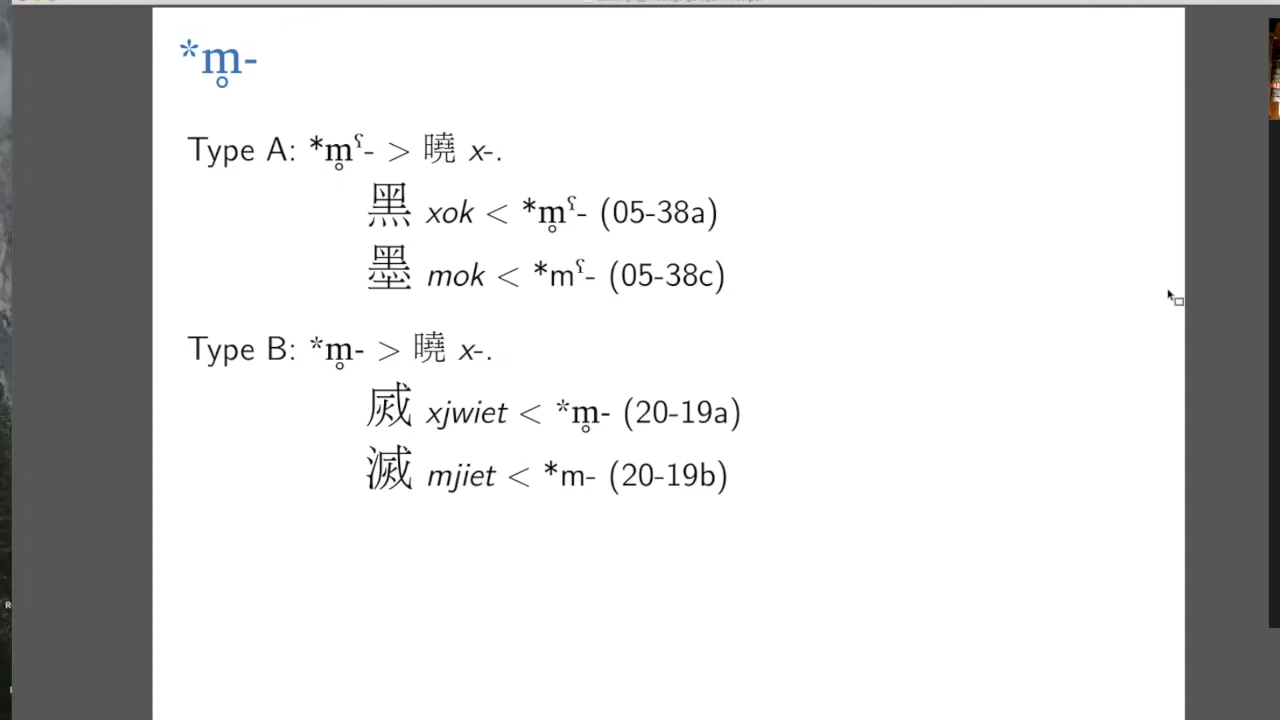 *m̥-
Type A: *m̥ˤ- > 曉 x-.
黑 xok < *m̥ˤ- (05-38a)
墨 mok < *mˤ- (05-38c)
Type B: *m̥- > 曉 x-.
烕 xjwiet < *m̥- (20-19a)
滅 mjiet < *m- (20-19b)